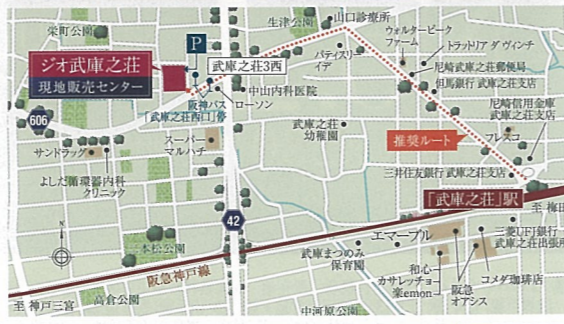 栄町公園
生津公園
山口診療所
ウォルターピーク
ファーム
トラットリア ダ ヴィンチ
P
パティスリー
イデ
尼崎武庫之荘郵便局
但馬銀行 武庫之荘支店
ジオ武庫之荘
現地販売センター
武庫之荘3西
中山内科医院
ローソン
阪神バス
「武庫之荘西口」停
尼崎信用金庫
武庫之荘支店
606
武庫之荘
幼稚園
推奨ルート
フレスコ
サンドラッグ
スーパー
マルハチ
三井住友銀行 武庫之荘支店
よしだ循環器内科
クリニック
「武庫之荘」駅
至 梅田
42
N
一本松公園
エマーブル
三菱UFJ銀行
武庫之荘出張所
阪急神戸線
武庫まつのみ
保育園
和心
カサレッチョ
楽emon
阪急
オアシス
コメダ珈琲店
至 神戸三宮
高倉公園
中河原公園